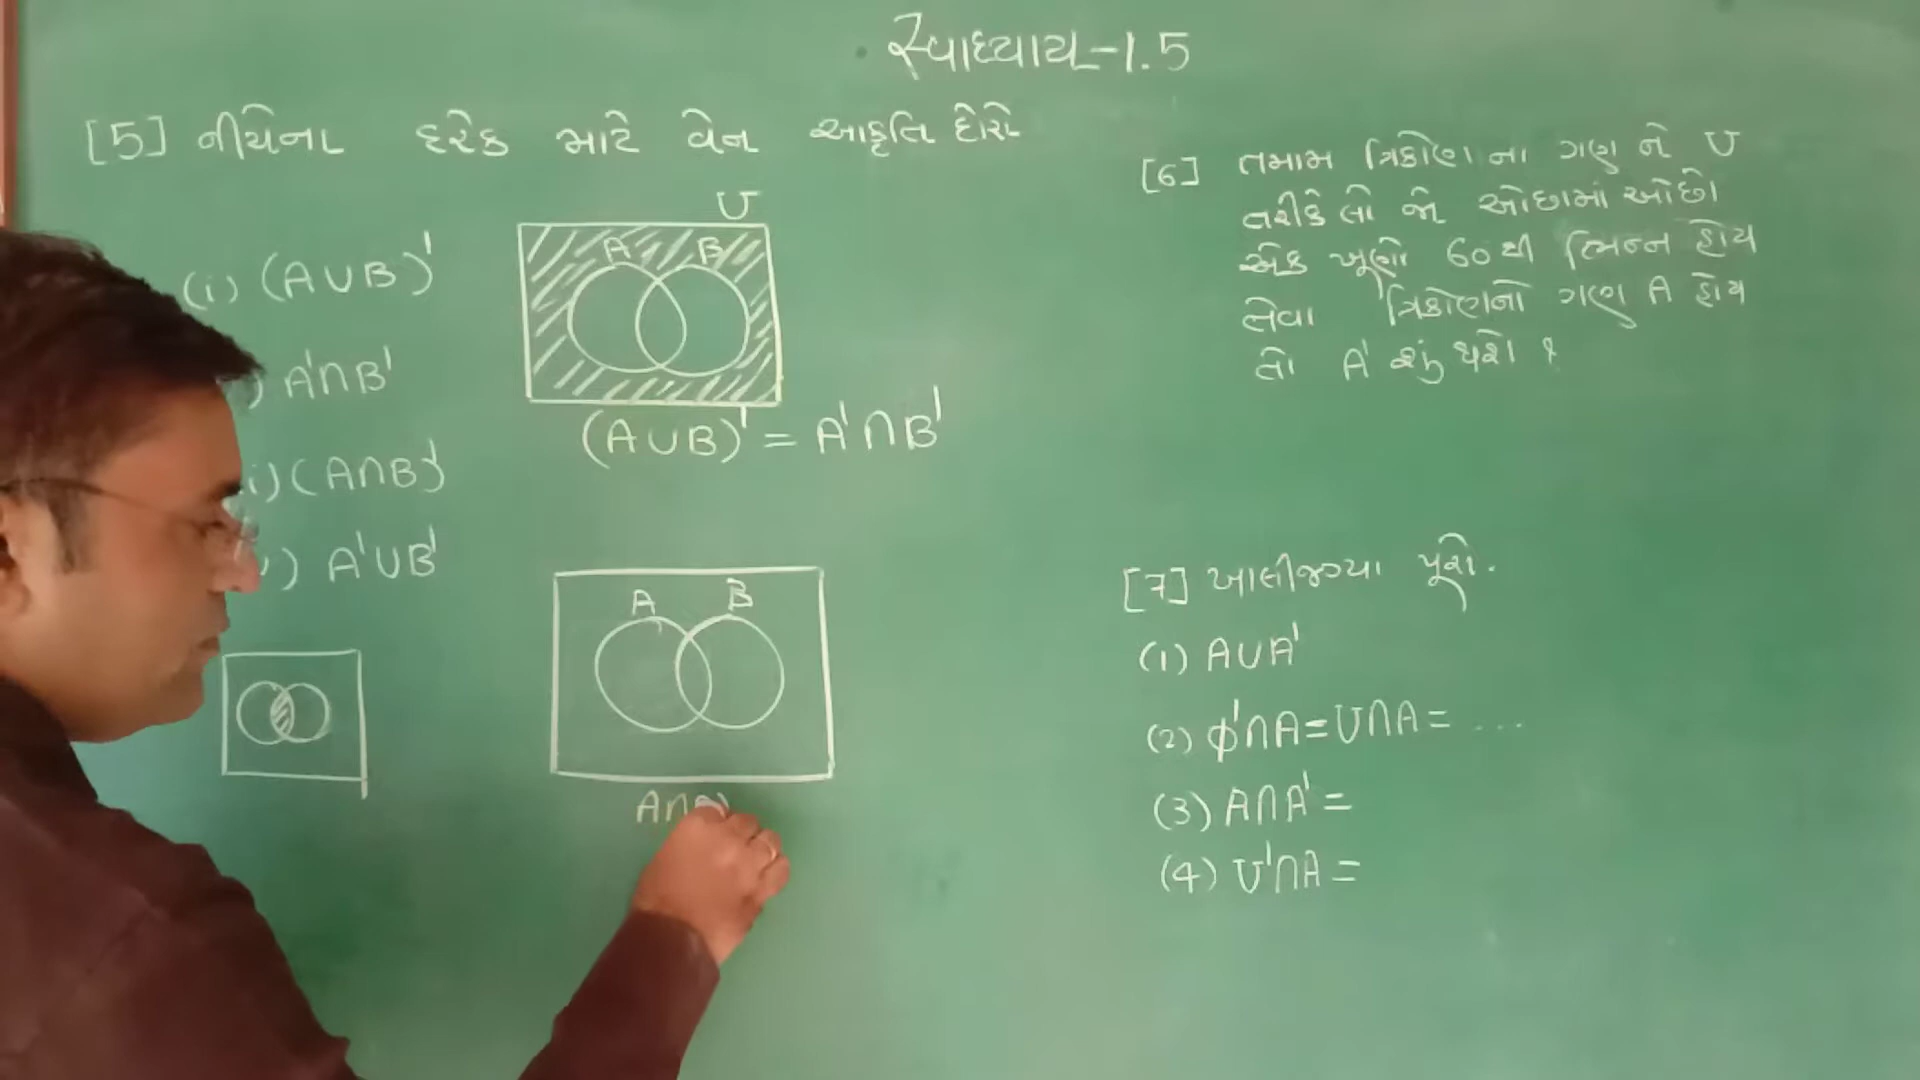 સ્વાધ્યાય-1.5
[5] નીચેના દરેક માટે વેન આકૃતિ દોરો
U
A B
(i) (A∪B)'
) A'∩B'
i) (A∩B)'
) A'∪B'
(A∪B)' = A'∩B'
A B
A∩
[6] તમામ ત્રિકોણ ના ગણ ને U
તરીકે લો જો ઓછામાં ઓછો
એક ખૂણો 60 થી ભિન્ન હોય
તેવા ત્રિકોણનો ગણ A હોય
તો A' શું થશે ?
[7] ખાલીજગ્યા પૂરો.
(1) A∪A'
(2) ϕ'∩A = U∩A = ...
(3) A∩A' =
(4) U'∩A =